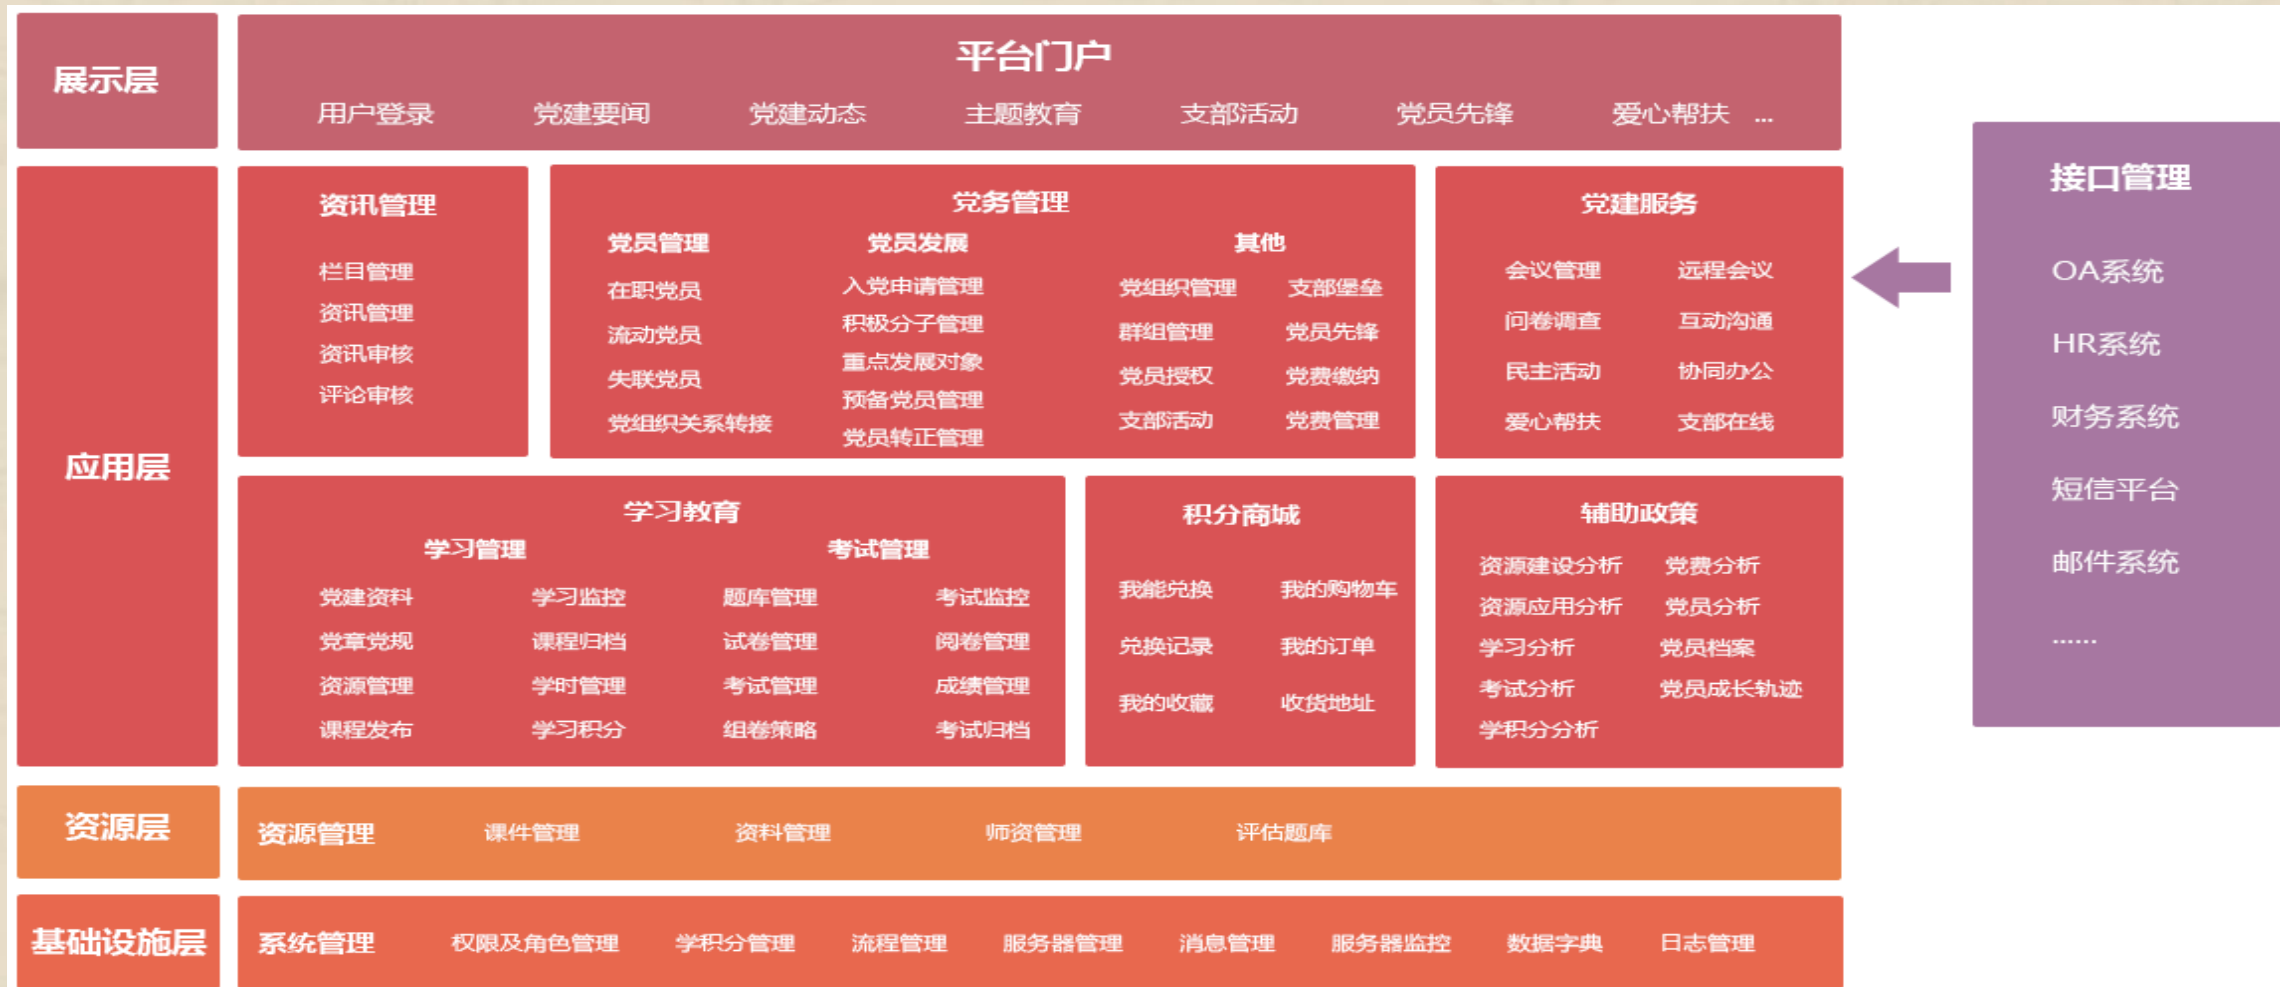 展示层
平台门户
用户登录 党建要闻 党建动态 主题教育 支部活动 党员先锋 爱心帮扶 ...
应用层
资讯管理
栏目管理
资讯管理
资讯审核
评论审核
党务管理
党员管理
在职党员
流动党员
失联党员
党组织关系转接
党员发展
入党申请管理
积极分子管理
重点发展对象
预备党员管理
党员转正管理
其他
党组织管理 支部堡垒
群组管理 党员先锋
党员授权 党费缴纳
支部活动 党费管理
党建服务
会议管理 远程会议
问卷调查 互动沟通
民主活动 协同办公
爱心帮扶 支部在线
学习教育
学习管理
党建资料 学习监控
党章党规 课程归档
资源管理 学时管理
课程发布 学习积分
考试管理
题库管理 考试监控
试卷管理 阅卷管理
考试管理 成绩管理
组卷策略 考试归档
积分商城
我能兑换 我的购物车
兑换记录 我的订单
我的收藏 收货地址
辅助政策
资源建设分析 党费分析
资源应用分析 党员分析
学习分析 党员档案
考试分析 党员成长轨迹
学积分分析
资源层
资源管理 课件管理 资料管理 师资管理 评估题库
基础设施层
系统管理 权限及角色管理 学积分管理 流程管理 服务器管理 消息管理 服务器监控 数据字典 日志管理
接口管理
OA系统
HR系统
财务系统
短信平台
邮件系统
......